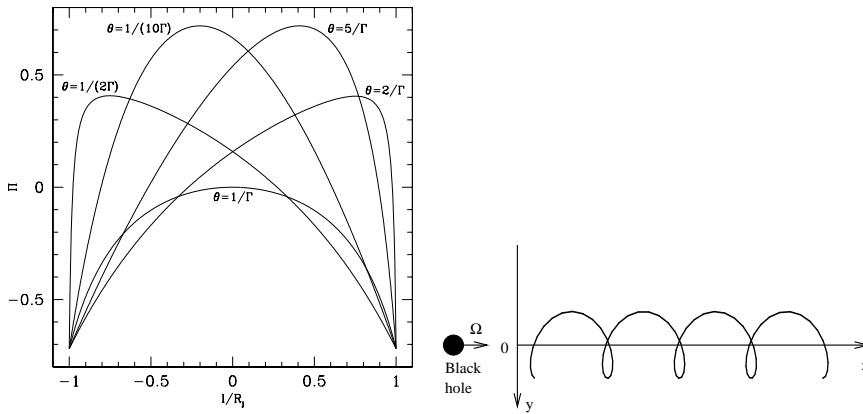 θ=1/(10Γ)
θ=5/Γ
θ=1/(2Γ)
θ=2/Γ
θ=1/Γ
0.5
0
−0.5
Π
−1
−0.5
0
0.5
1
l/R_j
Ω
Black
hole
0
y